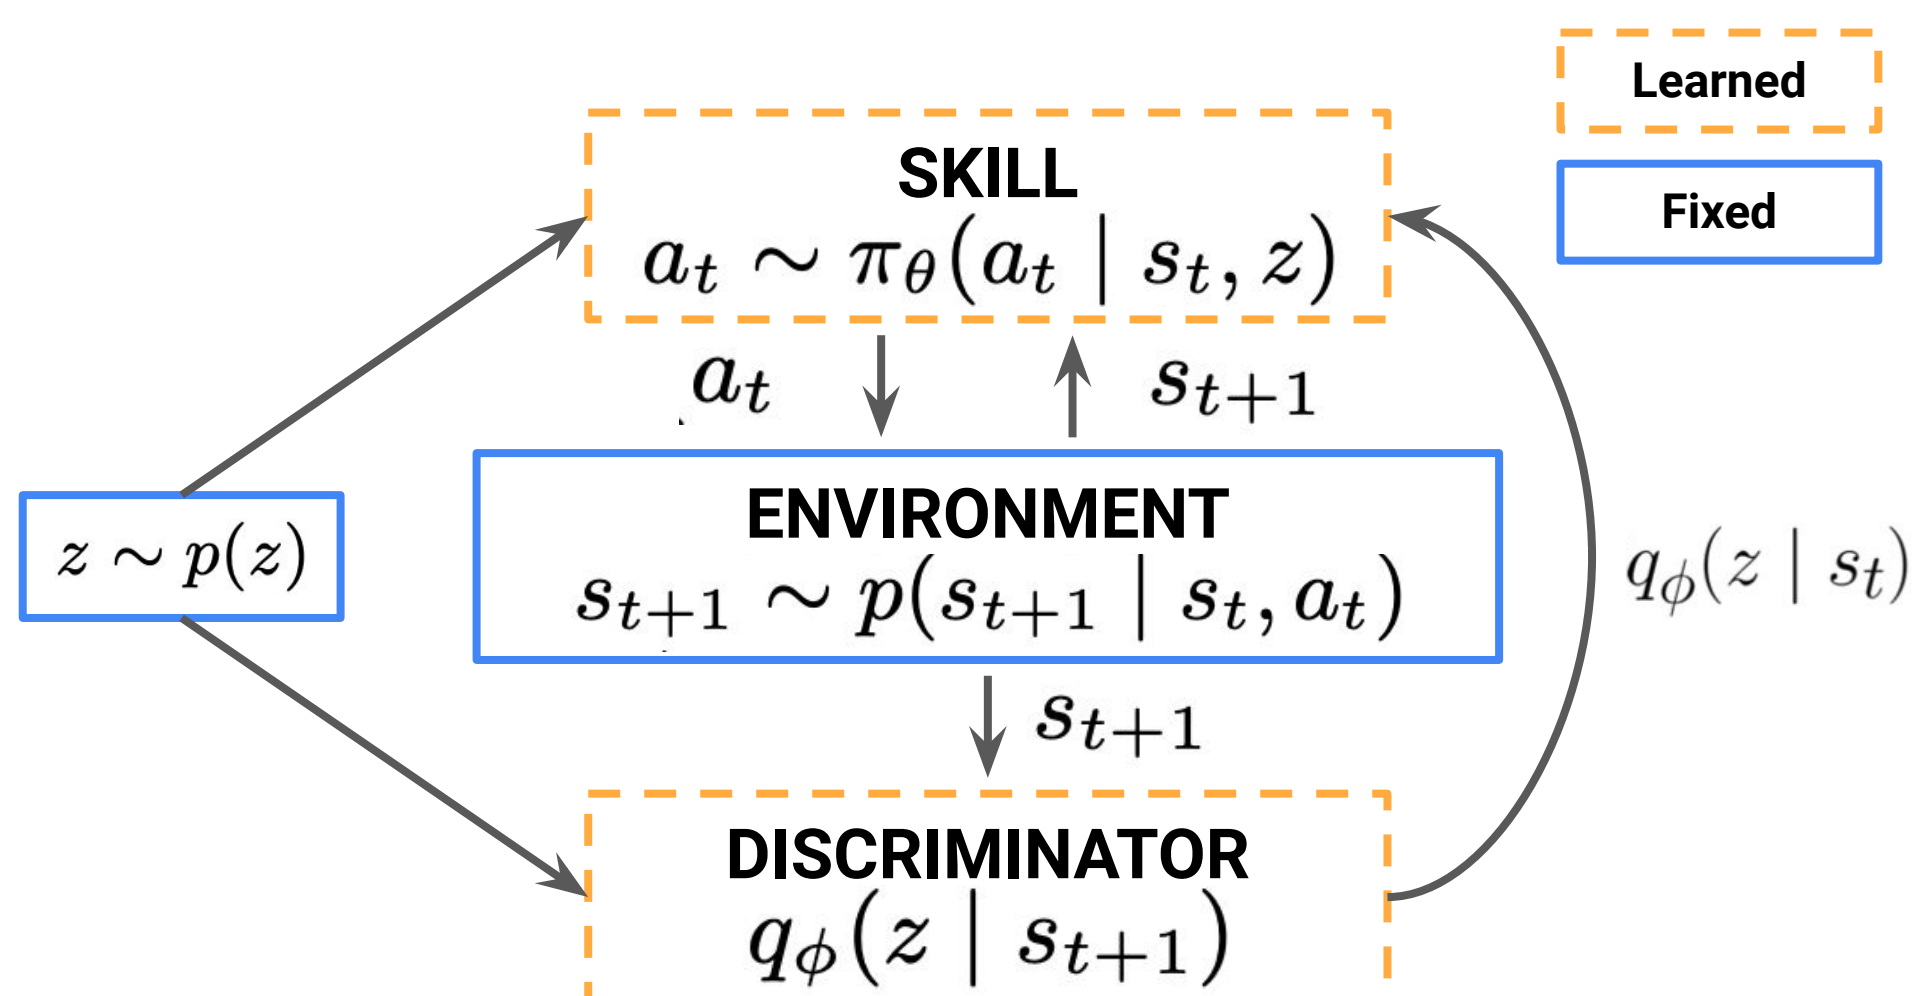 Learned
Fixed
SKILL
a_t ∼ π_θ(a_t | s_t, z)
a_t
s_{t+1}
z ∼ p(z)
ENVIRONMENT
s_{t+1} ∼ p(s_{t+1} | s_t, a_t)
q_ϕ(z | s_t)
s_{t+1}
DISCRIMINATOR
q_ϕ(z | s_{t+1})